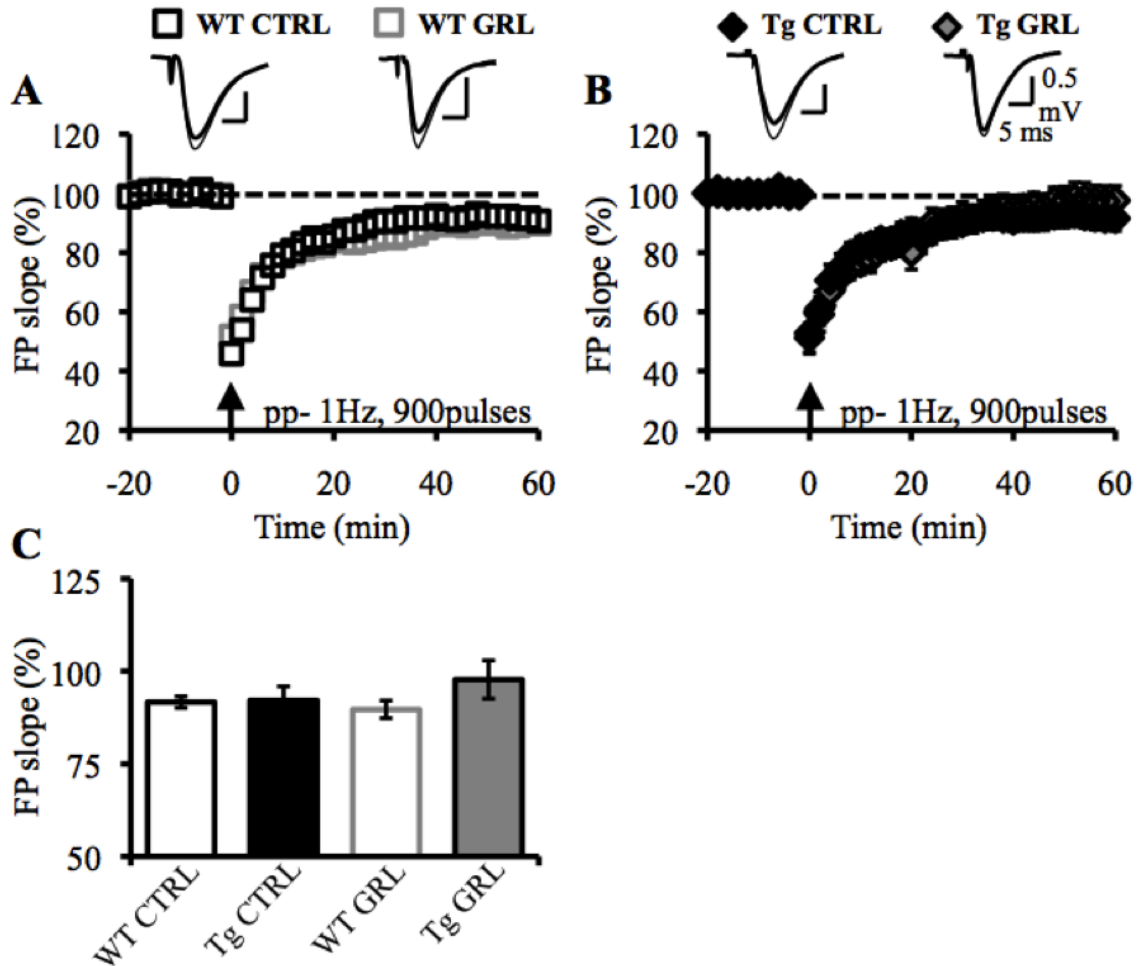 WT CTRL WT GRL
Tg CTRL Tg GRL
A
B
0.5
mV
5 ms
FP slope (%)
120
100
80
60
40
20
pp- 1Hz, 900pulses
-20 0 20 40 60
Time (min)
FP slope (%)
120
100
80
60
40
20
pp- 1Hz, 900pulses
-20 0 20 40 60
Time (min)
C
FP slope (%)
125
100
75
50
WT CTRL
Tg CTRL
WT GRL
Tg GRL